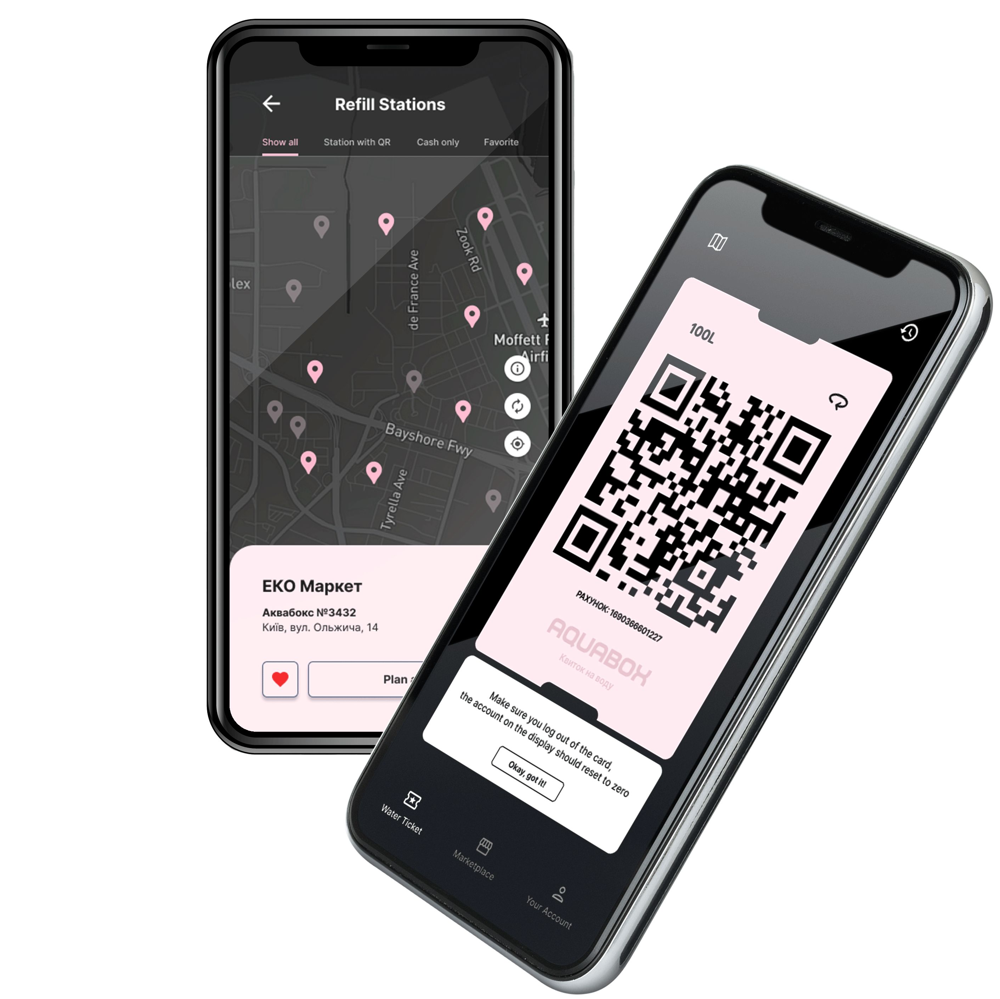 Refill Stations
Show all
Station with QR
Cash only
Favorite
Zook Rd
de France Ave
lex
Moffett F
Airfi
Bayshore Fwy
Tyrella Ave
ЕКО Маркет
Аквабокс №3432
Київ, вул. Ольжича, 14
Plan a
100L
РАХУНОК: 1690366601227
AQUABOX
Квиток на воду
Make sure you log out of the card,
the account on the display should reset to zero
Okay, got it!
Water Ticket
Marketplace
Your Account